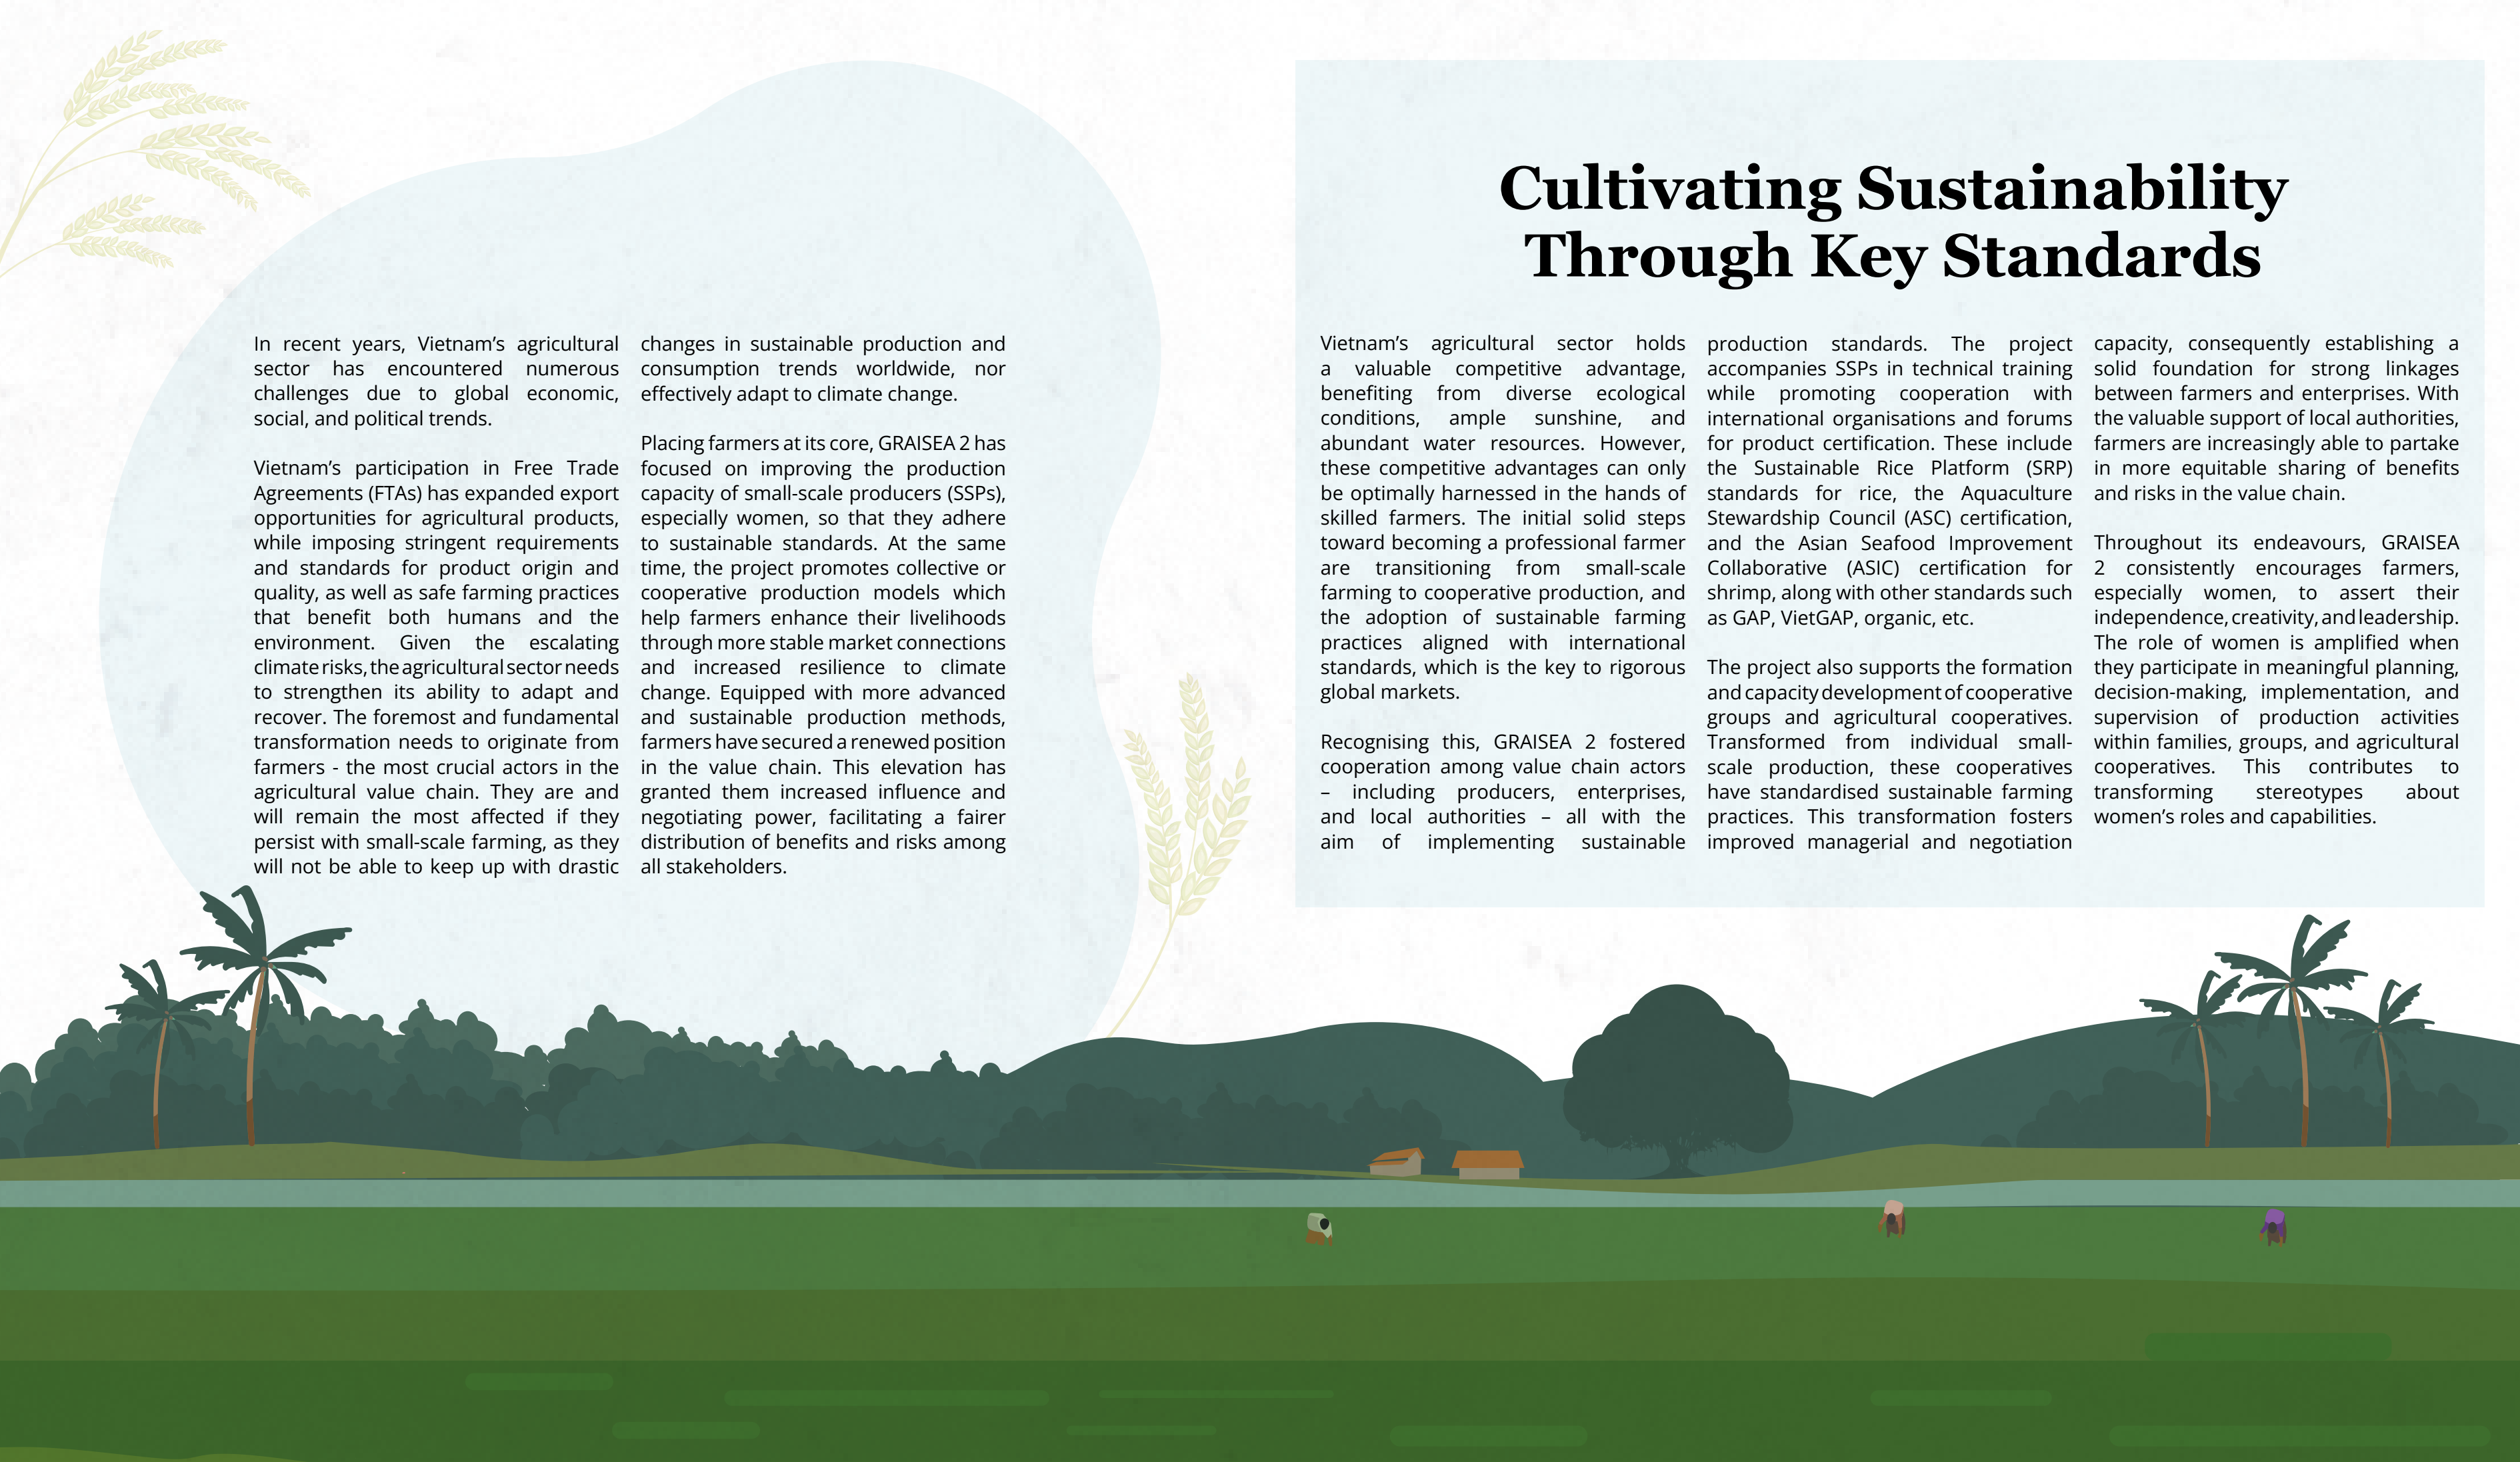 In recent years, Vietnam’s agricultural
sector has encountered numerous
challenges due to global economic,
social, and political trends.
Vietnam’s participation in Free Trade
Agreements (FTAs) has expanded export
opportunities for agricultural products,
while imposing stringent requirements
and standards for product origin and
quality, as well as safe farming practices
that benefit both humans and the
environment. Given the escalating
climate risks, the agricultural sector needs
to strengthen its ability to adapt and
recover. The foremost and fundamental
transformation needs to originate from
farmers - the most crucial actors in the
agricultural value chain. They are and
will remain the most affected if they
persist with small-scale farming, as they
will not be able to keep up with drastic
changes in sustainable production and
consumption trends worldwide, nor
effectively adapt to climate change.
Placing farmers at its core, GRAISEA 2 has
focused on improving the production
capacity of small-scale producers (SSPs),
especially women, so that they adhere
to sustainable standards. At the same
time, the project promotes collective or
cooperative production models which
help farmers enhance their livelihoods
through more stable market connections
and increased resilience to climate
change. Equipped with more advanced
and sustainable production methods,
farmers have secured a renewed position
in the value chain. This elevation has
granted them increased influence and
negotiating power, facilitating a fairer
distribution of benefits and risks among
all stakeholders.
Cultivating Sustainability
Through Key Standards
Vietnam’s agricultural sector holds
a valuable competitive advantage,
benefiting from diverse ecological
conditions, ample sunshine, and
abundant water resources. However,
these competitive advantages can only
be optimally harnessed in the hands of
skilled farmers. The initial solid steps
toward becoming a professional farmer
are transitioning from small-scale
farming to cooperative production, and
the adoption of sustainable farming
practices aligned with international
standards, which is the key to rigorous
global markets.
Recognising this, GRAISEA 2 fostered
cooperation among value chain actors
– including producers, enterprises,
and local authorities – all with the
aim of implementing sustainable
production standards. The project
accompanies SSPs in technical training
while promoting cooperation with
international organisations and forums
for product certification. These include
the Sustainable Rice Platform (SRP)
standards for rice, the Aquaculture
Stewardship Council (ASC) certification,
and the Asian Seafood Improvement
Collaborative (ASIC) certification for
shrimp, along with other standards such
as GAP, VietGAP, organic, etc.
The project also supports the formation
and capacity development of cooperative
groups and agricultural cooperatives.
Transformed from individual small-
scale production, these cooperatives
have standardised sustainable farming
practices. This transformation fosters
improved managerial and negotiation
capacity, consequently establishing a
solid foundation for strong linkages
between farmers and enterprises. With
the valuable support of local authorities,
farmers are increasingly able to partake
in more equitable sharing of benefits
and risks in the value chain.
Throughout its endeavours, GRAISEA
2 consistently encourages farmers,
especially women, to assert their
independence, creativity, and leadership.
The role of women is amplified when
they participate in meaningful planning,
decision-making, implementation, and
supervision of production activities
within families, groups, and agricultural
cooperatives. This contributes to
transforming stereotypes about
women’s roles and capabilities.